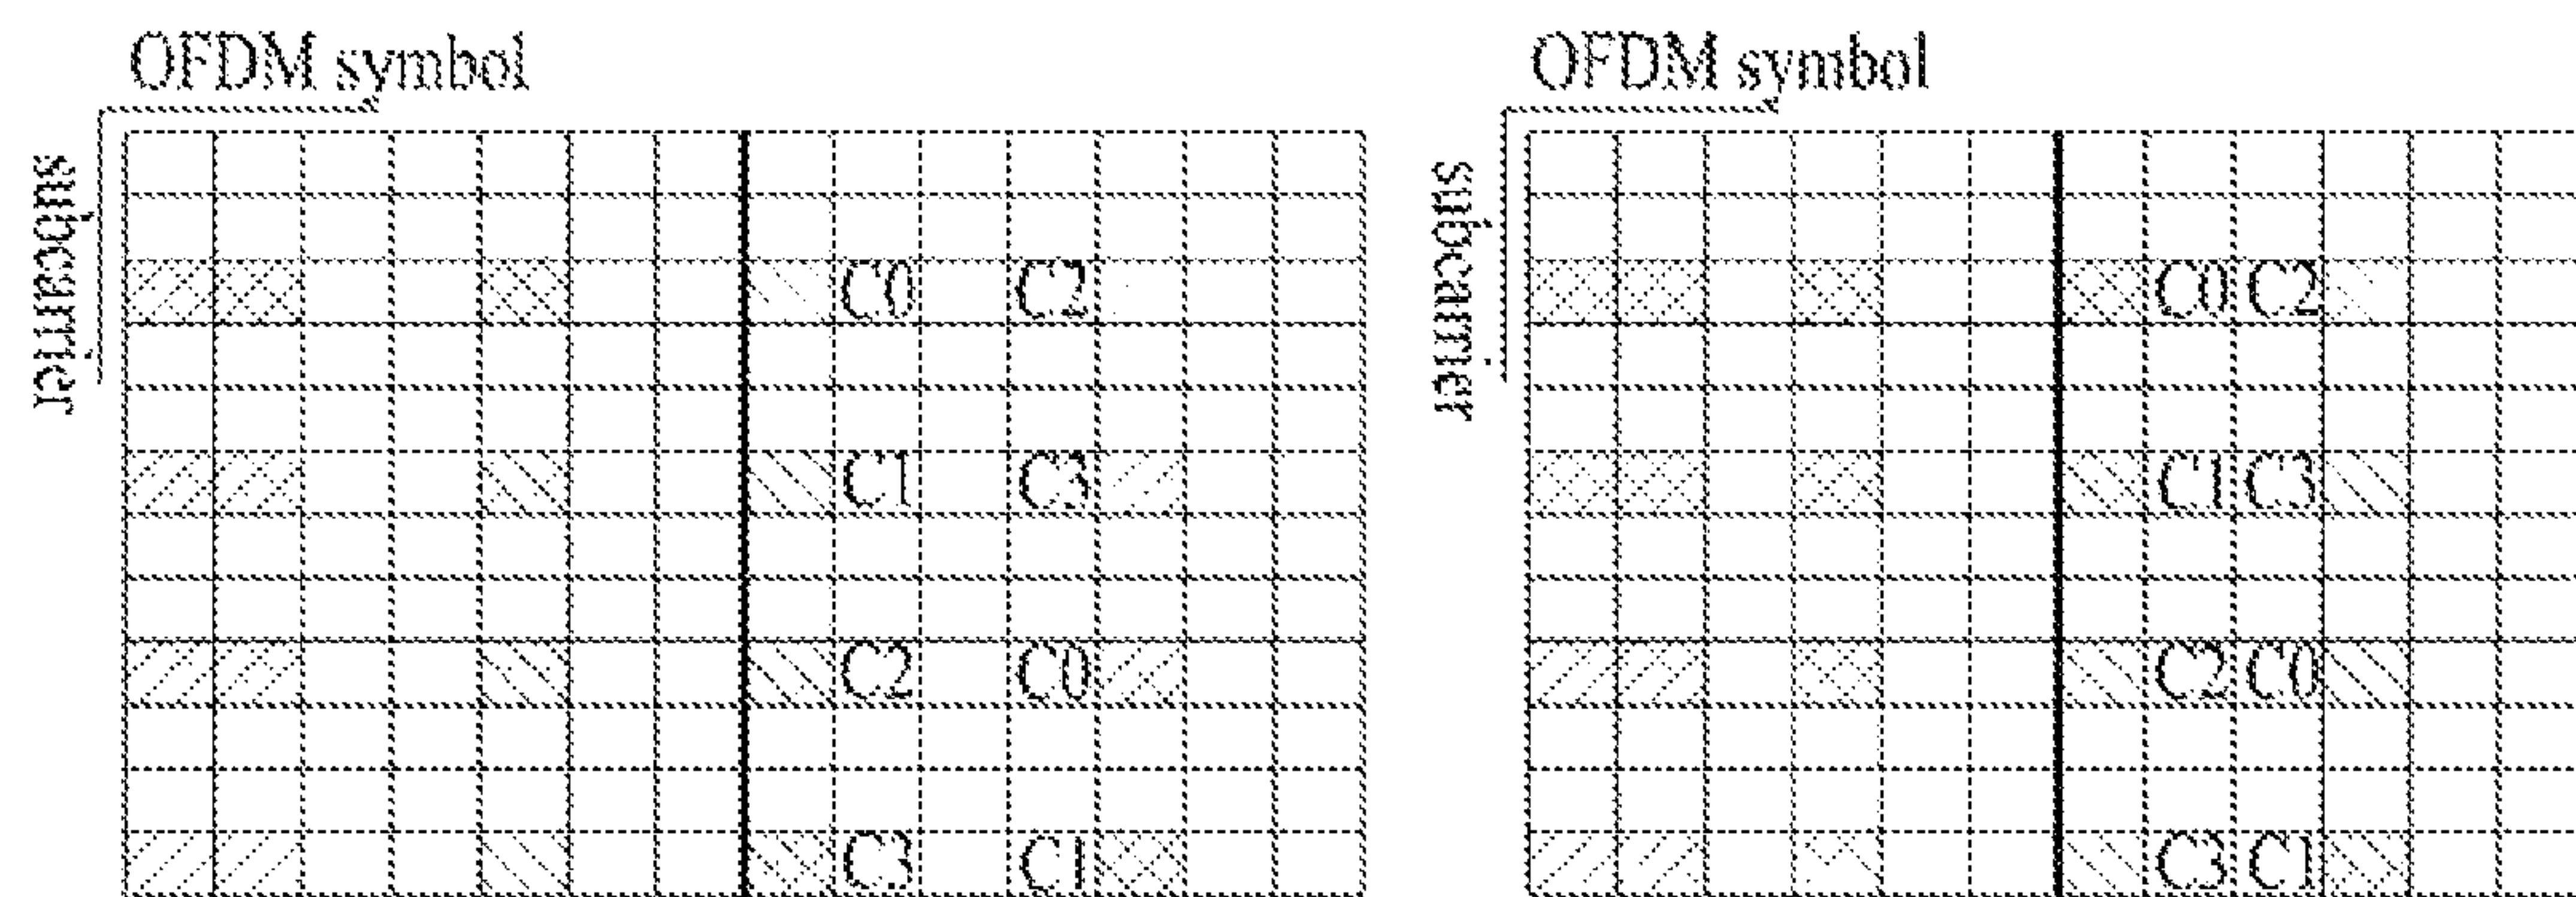 OFDM symbol
subcarrier
C0 C2
C1 C3
C2 C0
C3 C1
OFDM symbol
subcarrier
C0 C2
C1 C3
C2 C0
C3 C1